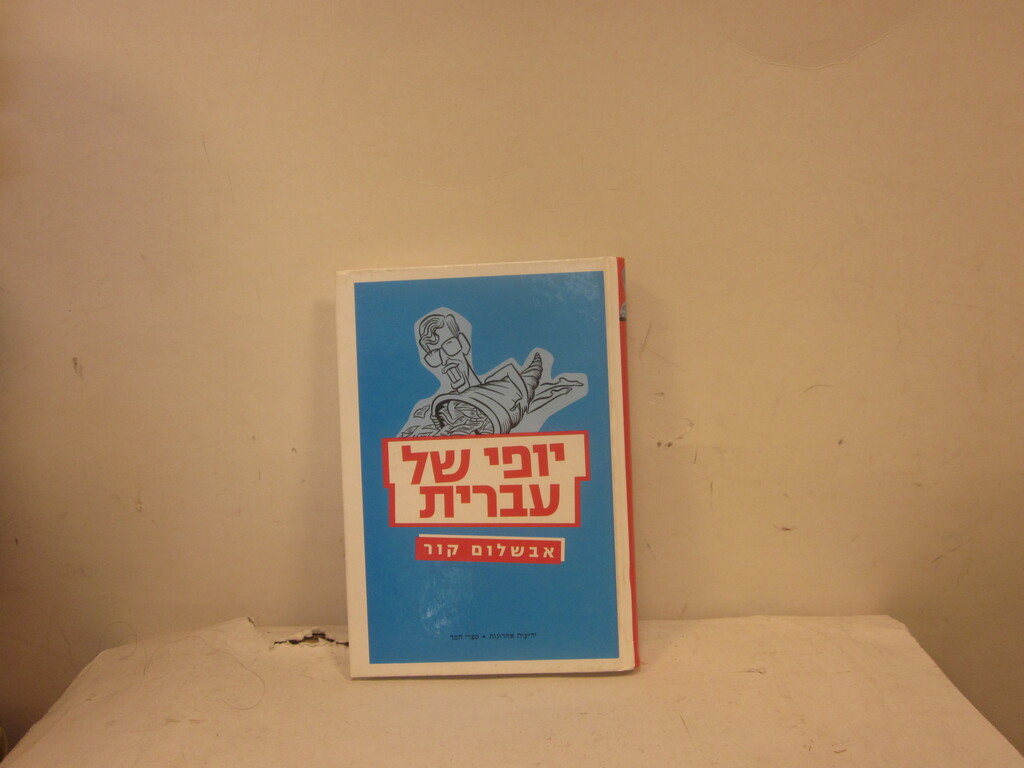 יופי של
עברית
אבשלום קור
ידיעות אחרונות • ספרי חמד